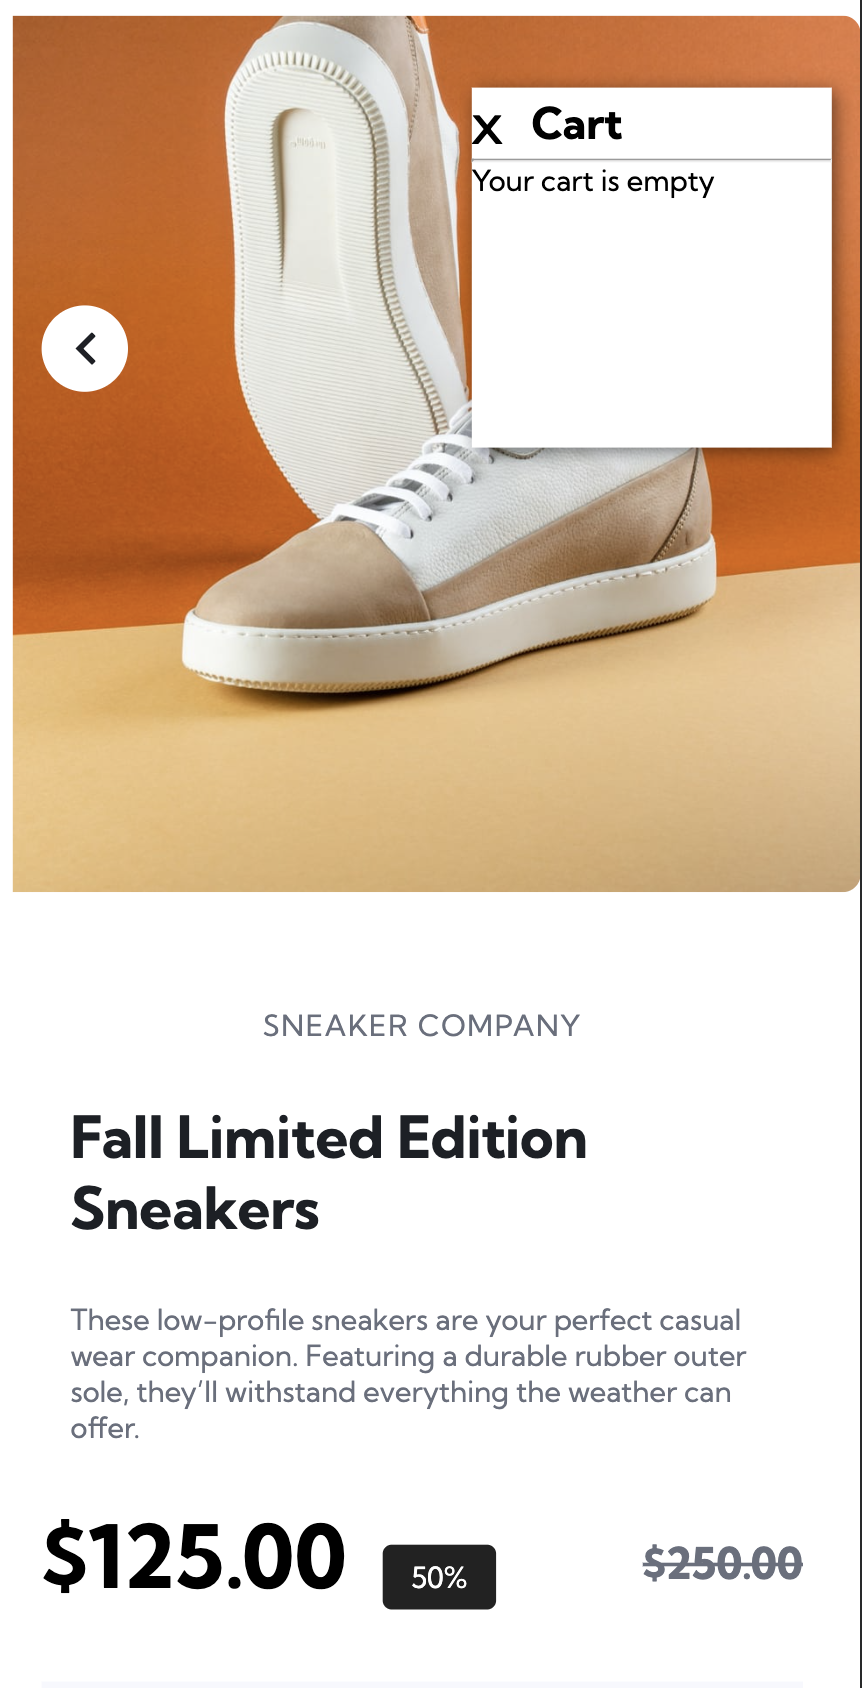 x Cart
Your cart is empty
SNEAKER COMPANY
Fall Limited Edition
Sneakers
These low-profile sneakers are your perfect casual
wear companion. Featuring a durable rubber outer
sole, they’ll withstand everything the weather can
offer.
$125.00 50% $250.00